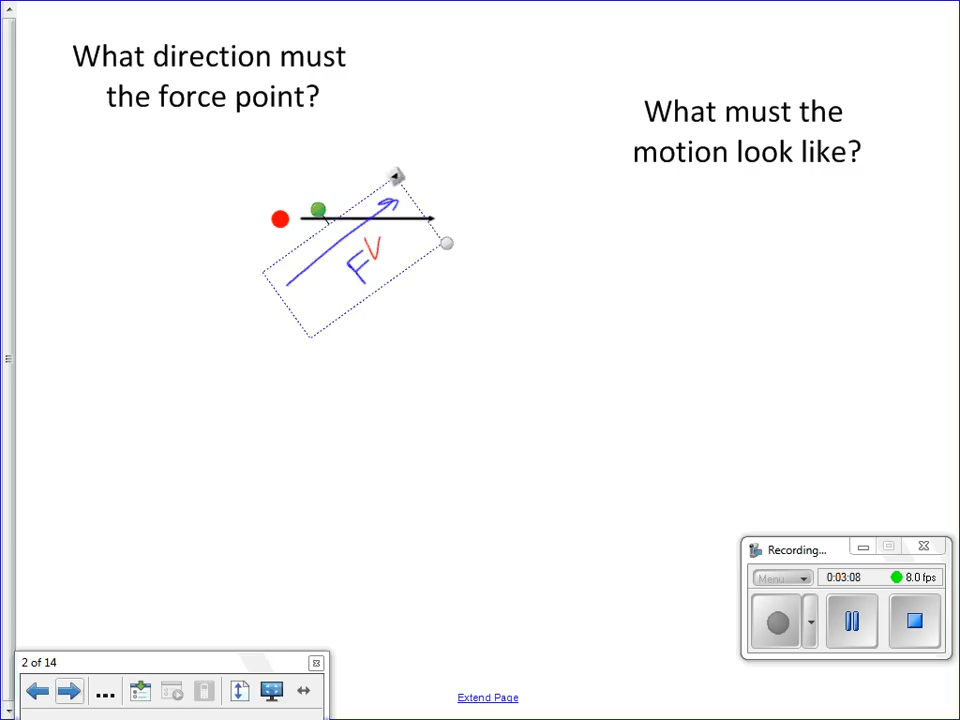 What direction must
the force point?
What must the
motion look like?
V
F
Recording...
Menu
0:03:08
8.0 fps
2 of 14
...
Extend Page